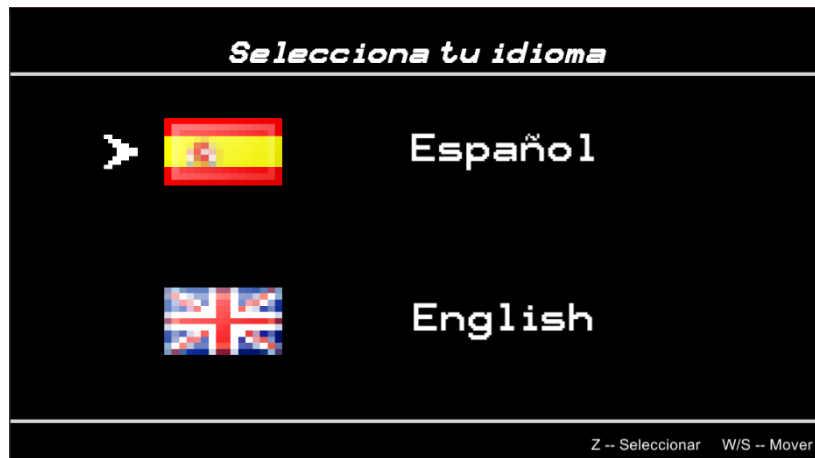 Selecciona tu idioma
Español
English
Z -- Seleccionar W/S -- Mover